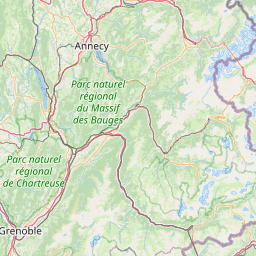 Annecy
Parc naturel
régional
du Massif
des Bauges
Parc naturel
régional
de Chartreuse
Grenoble